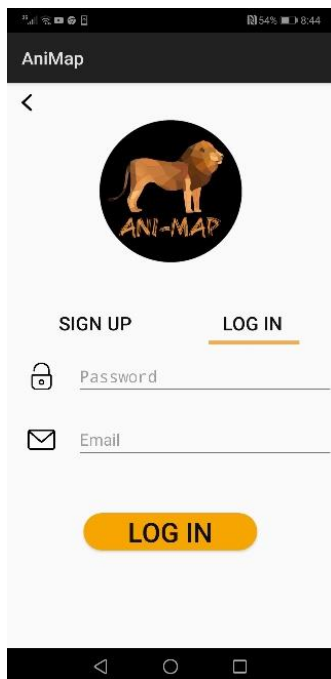 54% 8:44
AniMap
ANI-MAP
SIGN UP LOG IN
Password
Email
LOG IN